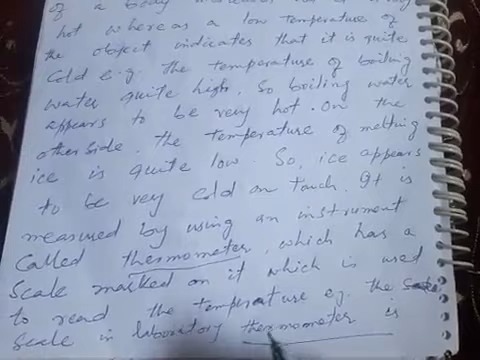 of a body
hot whereas a low temperature of
the object indicates that it is quite
Cold e.g. The temperature of boiling
water quite high. So boiling water
appears to be very hot. On the
other side. The temperature of melting
ice is quite low. So, ice appears
to be very cold on touch. It is
measured by using an instrument
Called thermometer, which has a
Scale marked on it which is used
to read the temperature eg. the
Scale in laboratory thermometer is